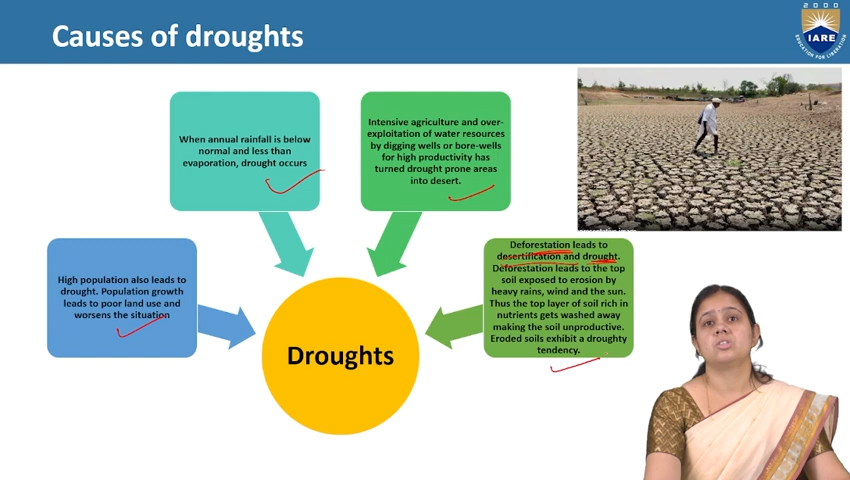 Causes of droughts
2000
IARE
EDUCATION FOR LIBERATION
When annual rainfall is below
normal and less than
evaporation, drought occurs
Intensive agriculture and over-
exploitation of water resources
by digging wells or bore-wells
for high productivity has
turned drought prone areas
into desert.
High population also leads to
drought. Population growth
leads to poor land use and
worsens the situation
Deforestation leads to
desertification and drought.
Deforestation leads to the top
soil exposed to erosion by
heavy rains, wind and the sun.
Thus the top layer of soil rich in
nutrients gets washed away
making the soil unproductive.
Eroded soils exhibit a droughty
tendency.
Droughts